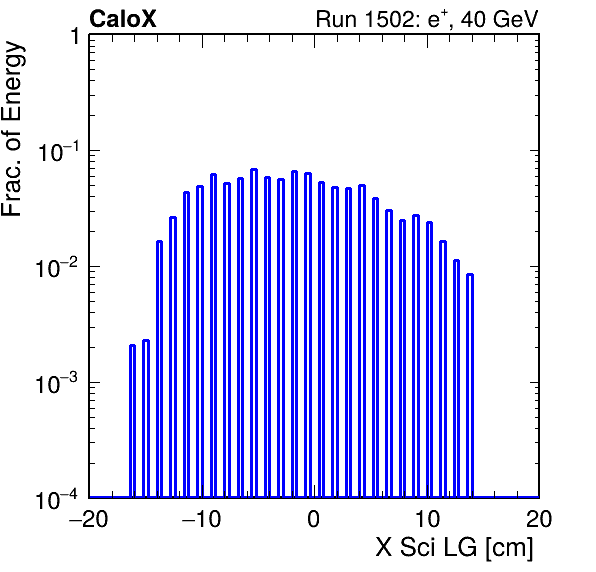 CaloX Run 1502: e⁺, 40 GeV
Frac. of Energy
1
10⁻¹
10⁻²
10⁻³
10⁻⁴
−20 −10 0 10 20
X Sci LG [cm]